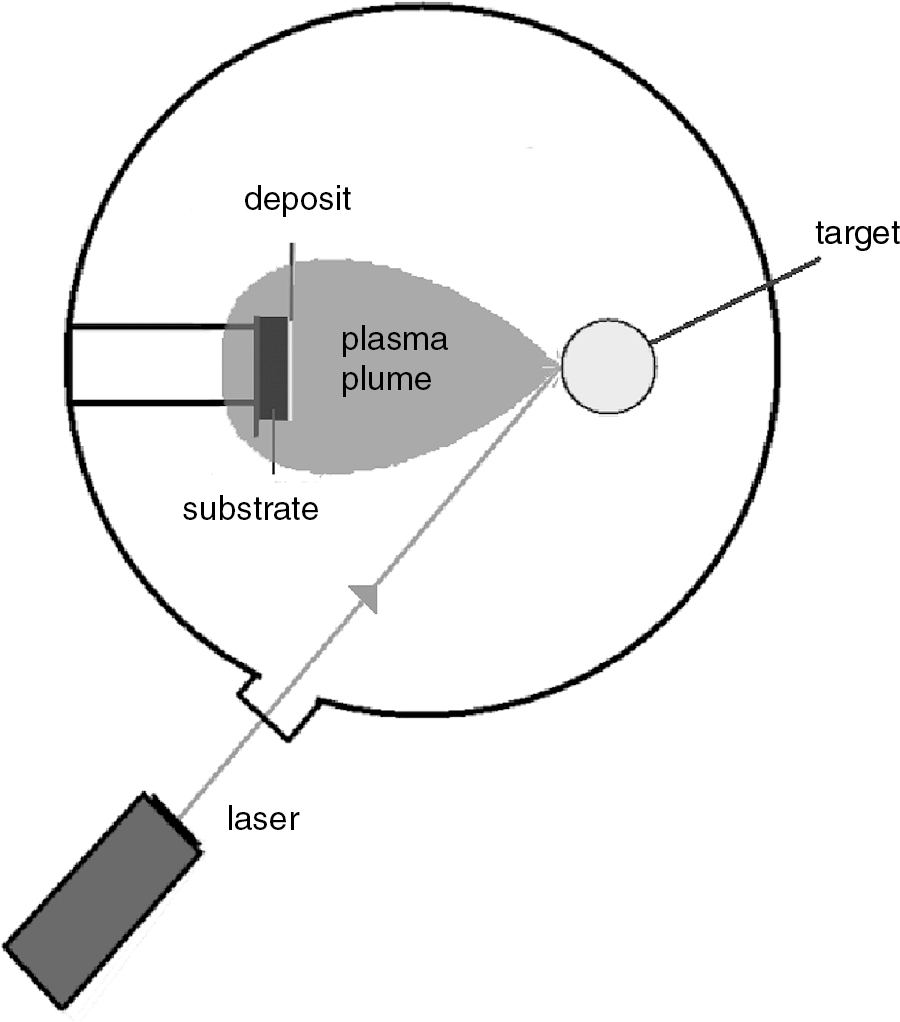 deposit
target
plasma
plume
substrate
laser